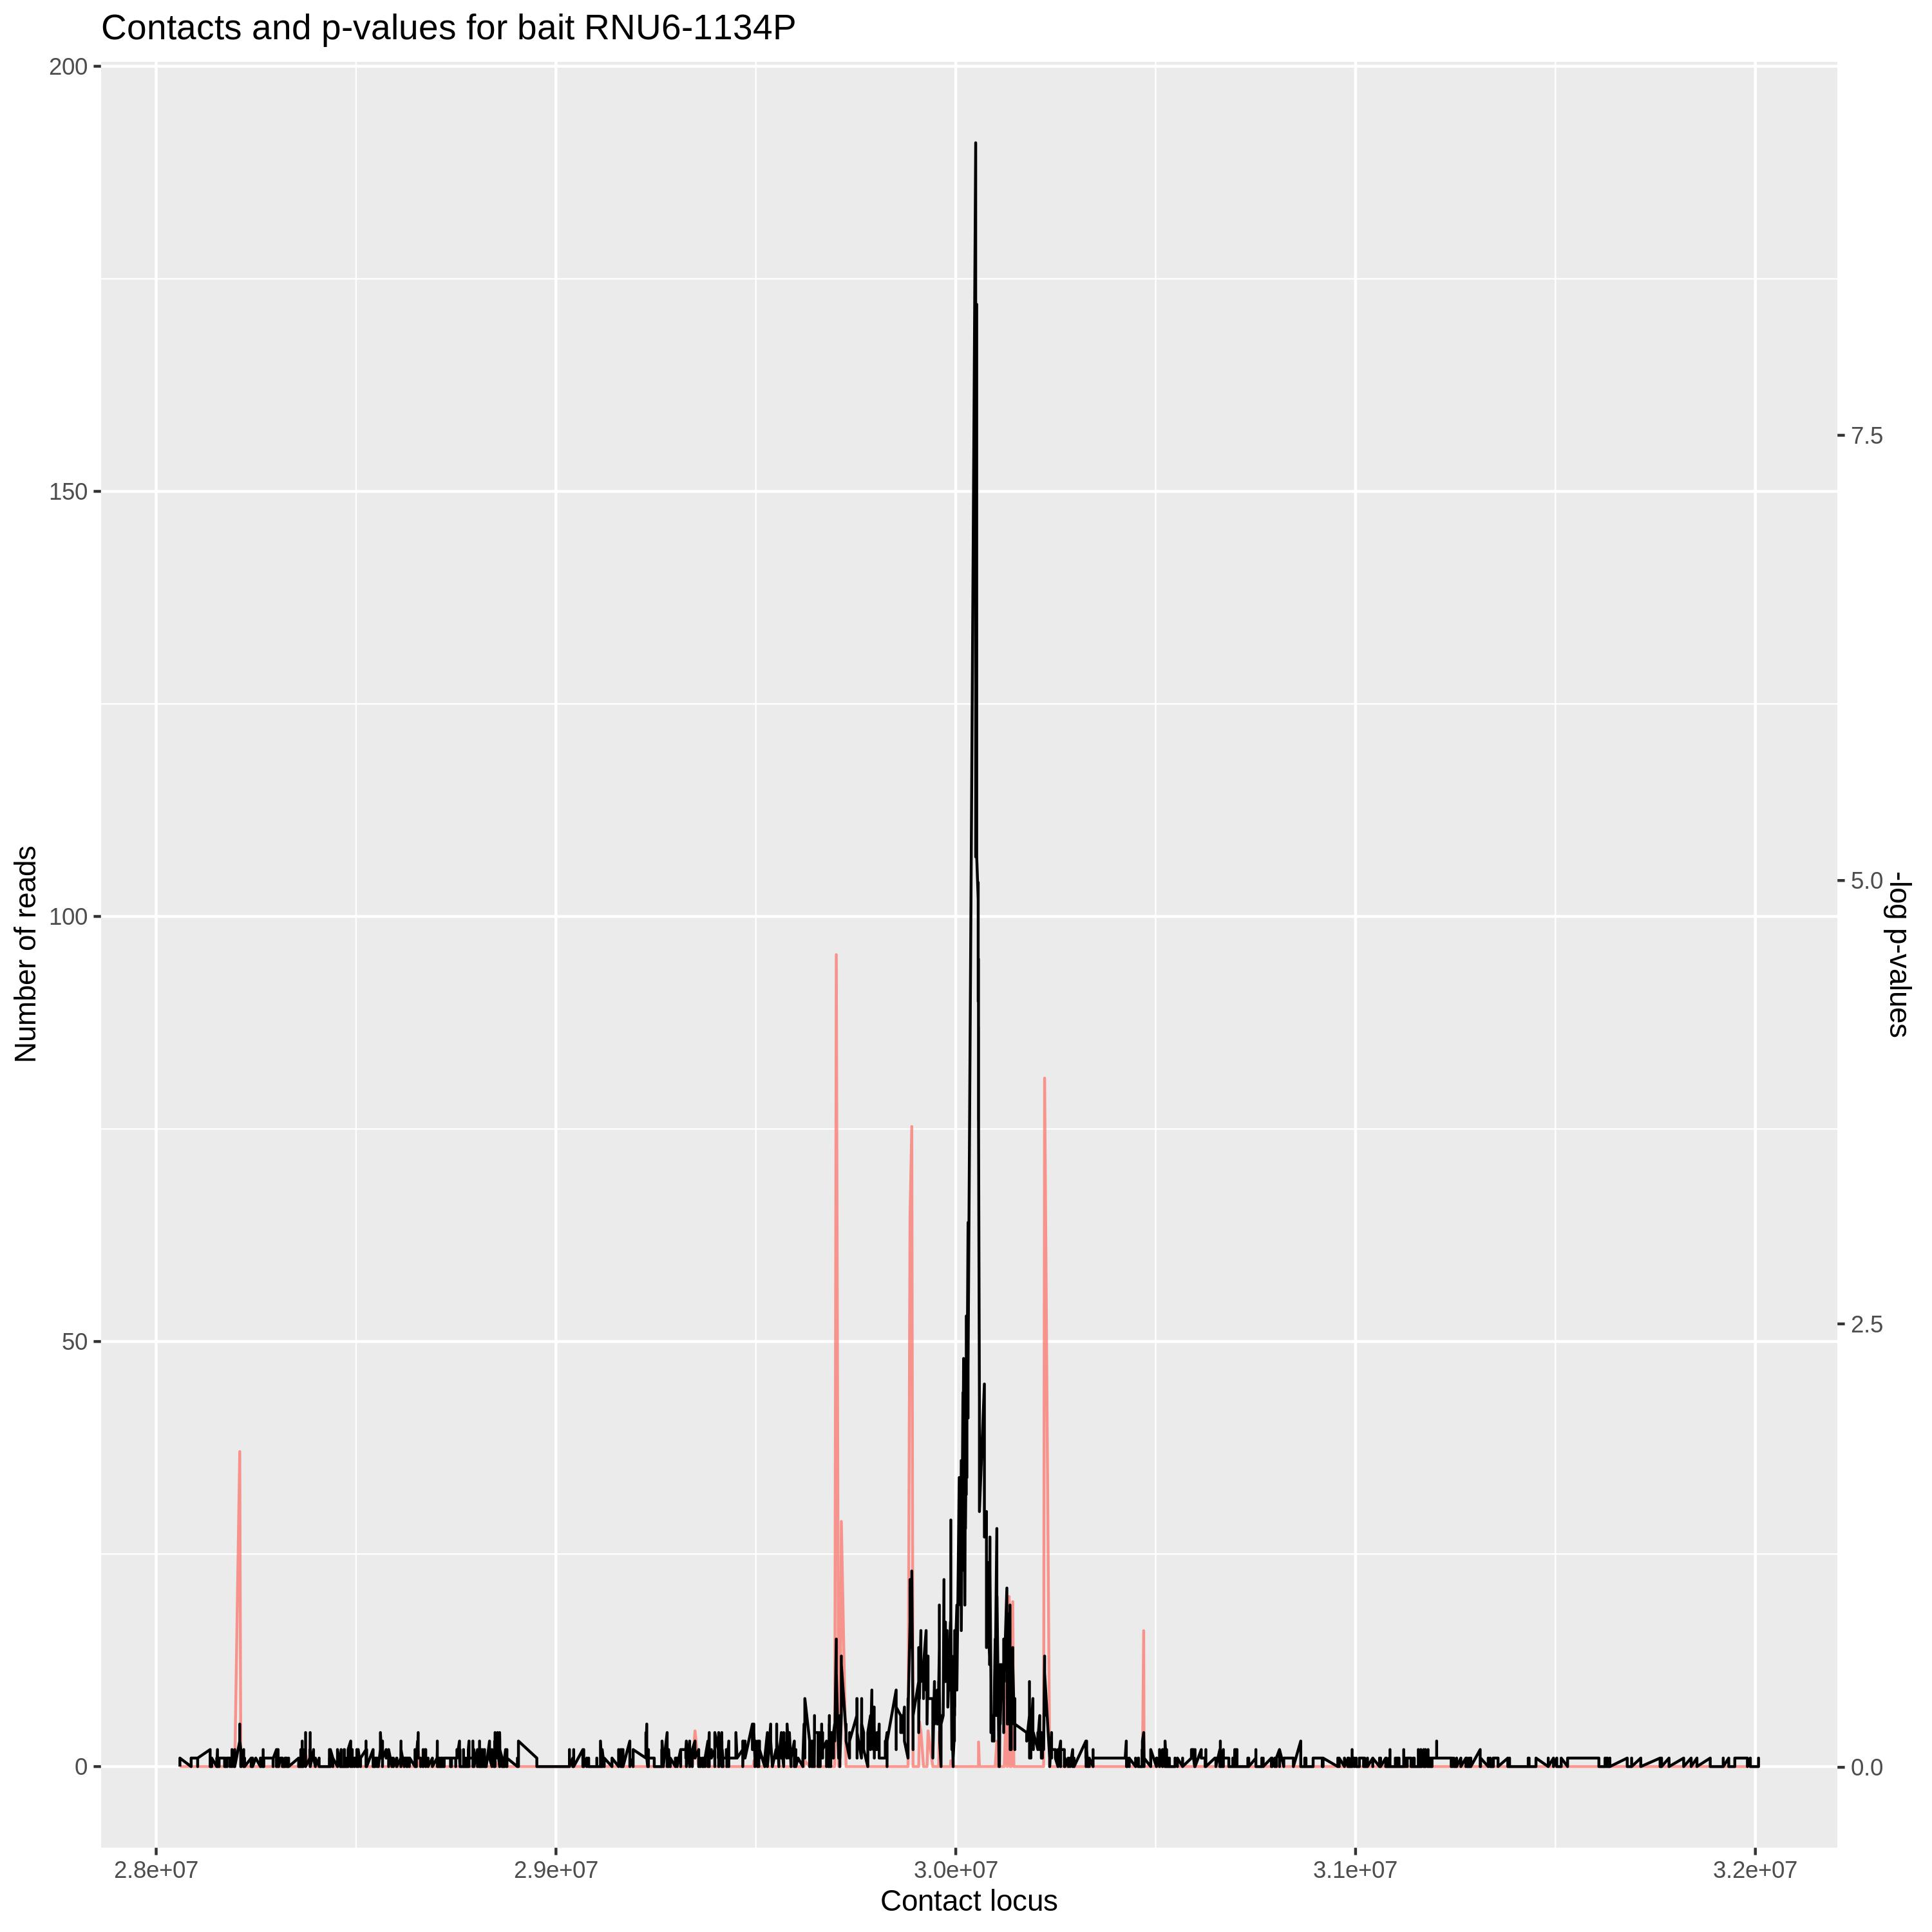 Contacts and p-values for bait RNU6-1134P
200
150
100
50
0
Number of reads
7.5
5.0
2.5
0.0
-log p-values
2.8e+07
2.9e+07
3.0e+07
3.1e+07
3.2e+07
Contact locus